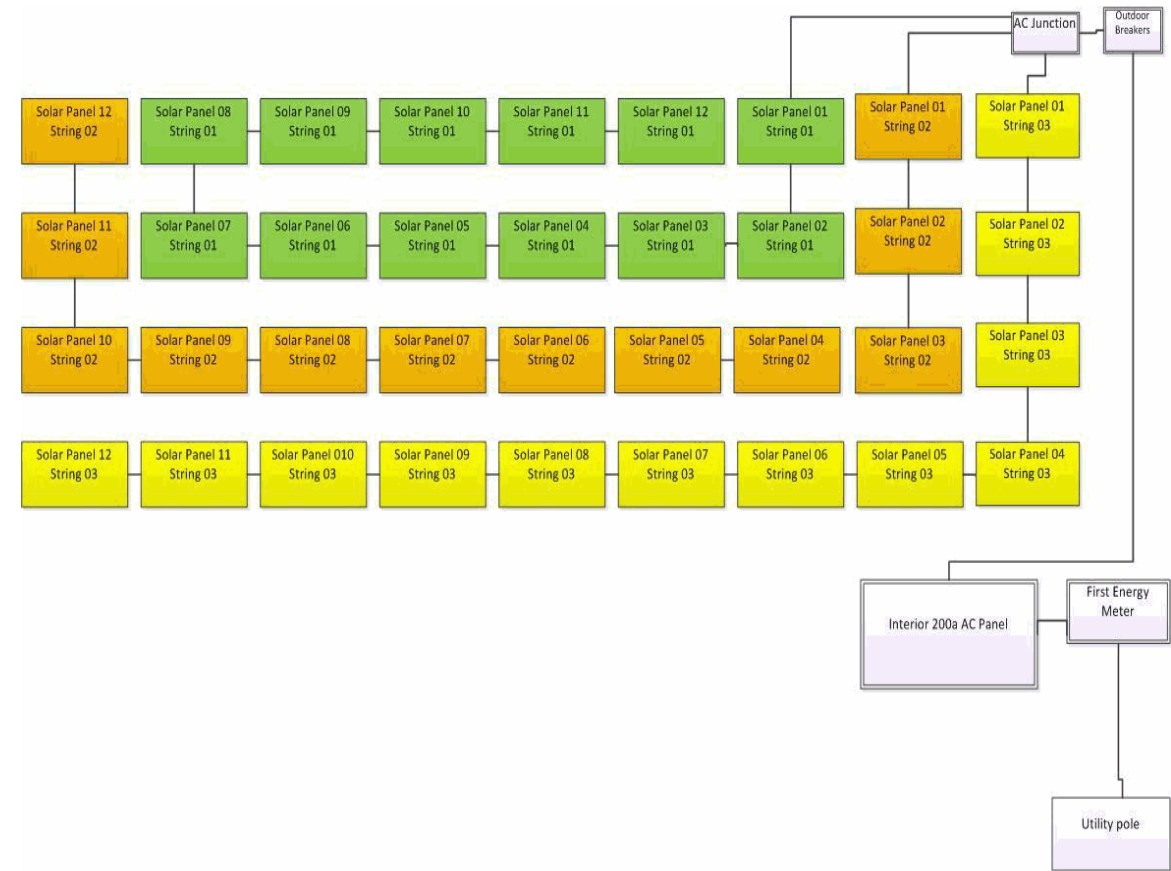 AC Junction
Outdoor
Breakers
Solar Panel 12
String 02
Solar Panel 08
String 01
Solar Panel 09
String 01
Solar Panel 10
String 01
Solar Panel 11
String 01
Solar Panel 12
String 01
Solar Panel 01
String 01
Solar Panel 01
String 02
Solar Panel 01
String 03
Solar Panel 11
String 02
Solar Panel 07
String 01
Solar Panel 06
String 01
Solar Panel 05
String 01
Solar Panel 04
String 01
Solar Panel 03
String 01
Solar Panel 02
String 01
Solar Panel 02
String 02
Solar Panel 02
String 03
Solar Panel 10
String 02
Solar Panel 09
String 02
Solar Panel 08
String 02
Solar Panel 07
String 02
Solar Panel 06
String 02
Solar Panel 05
String 02
Solar Panel 04
String 02
Solar Panel 03
String 02
Solar Panel 03
String 03
Solar Panel 12
String 03
Solar Panel 11
String 03
Solar Panel 010
String 03
Solar Panel 09
String 03
Solar Panel 08
String 03
Solar Panel 07
String 03
Solar Panel 06
String 03
Solar Panel 05
String 03
Solar Panel 04
String 03
Interior 200a AC Panel
First Energy
Meter
Utility pole